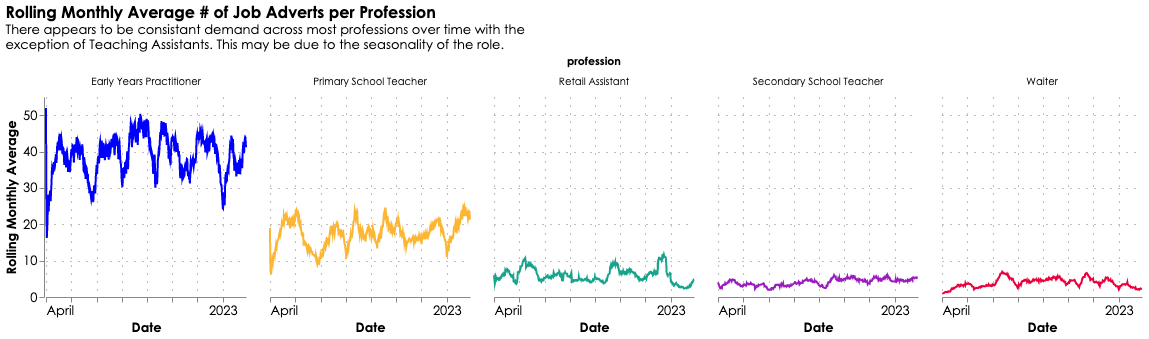 Rolling Monthly Average # of Job Adverts per Profession
There appears to be consistant demand across most professions over time with the
exception of Teaching Assistants. This may be due to the seasonality of the role.
profession
Early Years Practitioner
Primary School Teacher
Retail Assistant
Secondary School Teacher
Waiter
Rolling Monthly Average
50
40
30
20
10
0
April 2023
April 2023
April 2023
April 2023
April 2023
Date
Date
Date
Date
Date